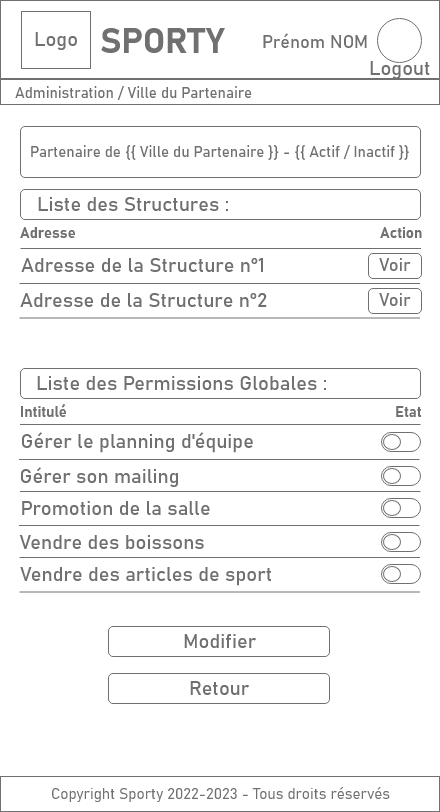 Logo
SPORTY
Prénom NOM
Logout
Administration / Ville du Partenaire
Partenaire de {{ Ville du Partenaire }} - {{ Actif / Inactif }}
Liste des Structures :
Adresse Action
Adresse de la Structure n°1 Voir
Adresse de la Structure n°2 Voir
Liste des Permissions Globales :
Intitulé Etat
Gérer le planning d'équipe
Gérer son mailing
Promotion de la salle
Vendre des boissons
Vendre des articles de sport
Modifier
Retour
Copyright Sporty 2022-2023 - Tous droits réservés